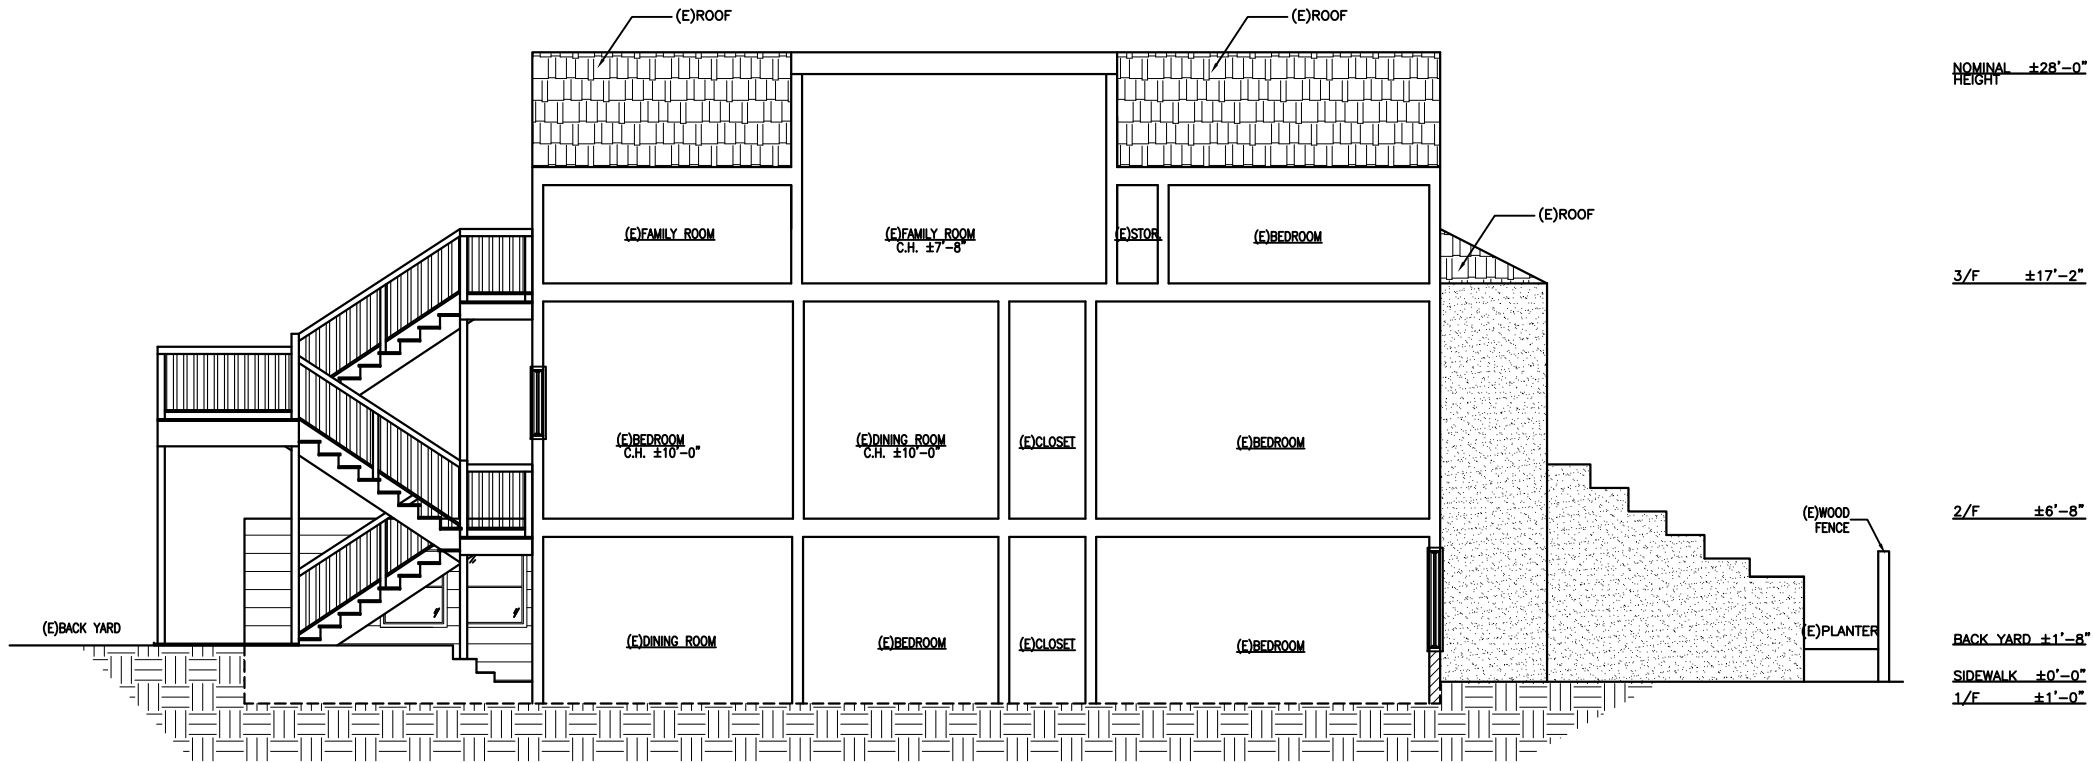 (E)ROOF
(E)ROOF
NOMINAL ±28'-0"
HEIGHT
(E)ROOF
(E)FAMILY ROOM
(E)FAMILY ROOM
C.H. ±7'-8"
(E)STOR.
(E)BEDROOM
3/F ±17'-2"
(E)BEDROOM
C.H. ±10'-0"
(E)DINING ROOM
C.H. ±10'-0"
(E)CLOSET
(E)BEDROOM
(E)WOOD
FENCE
2/F ±6'-8"
(E)BACK YARD
(E)DINING ROOM
(E)BEDROOM
(E)CLOSET
(E)BEDROOM
(E)PLANTER
BACK YARD ±1'-8"
SIDEWALK ±0'-0"
1/F ±1'-0"